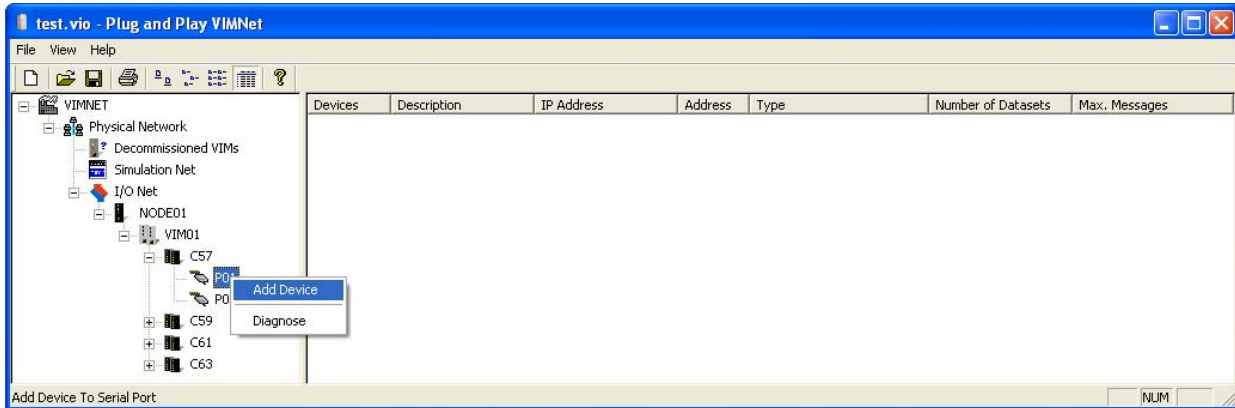 test.vio - Plug and Play VIMNet
File View Help
Devices Description IP Address Address Type Number of Datasets Max. Messages
VIMNET
Physical Network
Decommissioned VIMs
Simulation Net
I/O Net
NODE01
VIM01
C57
P01
Add Device
P0
Diagnose
C59
C61
C63
Add Device To Serial Port NUM